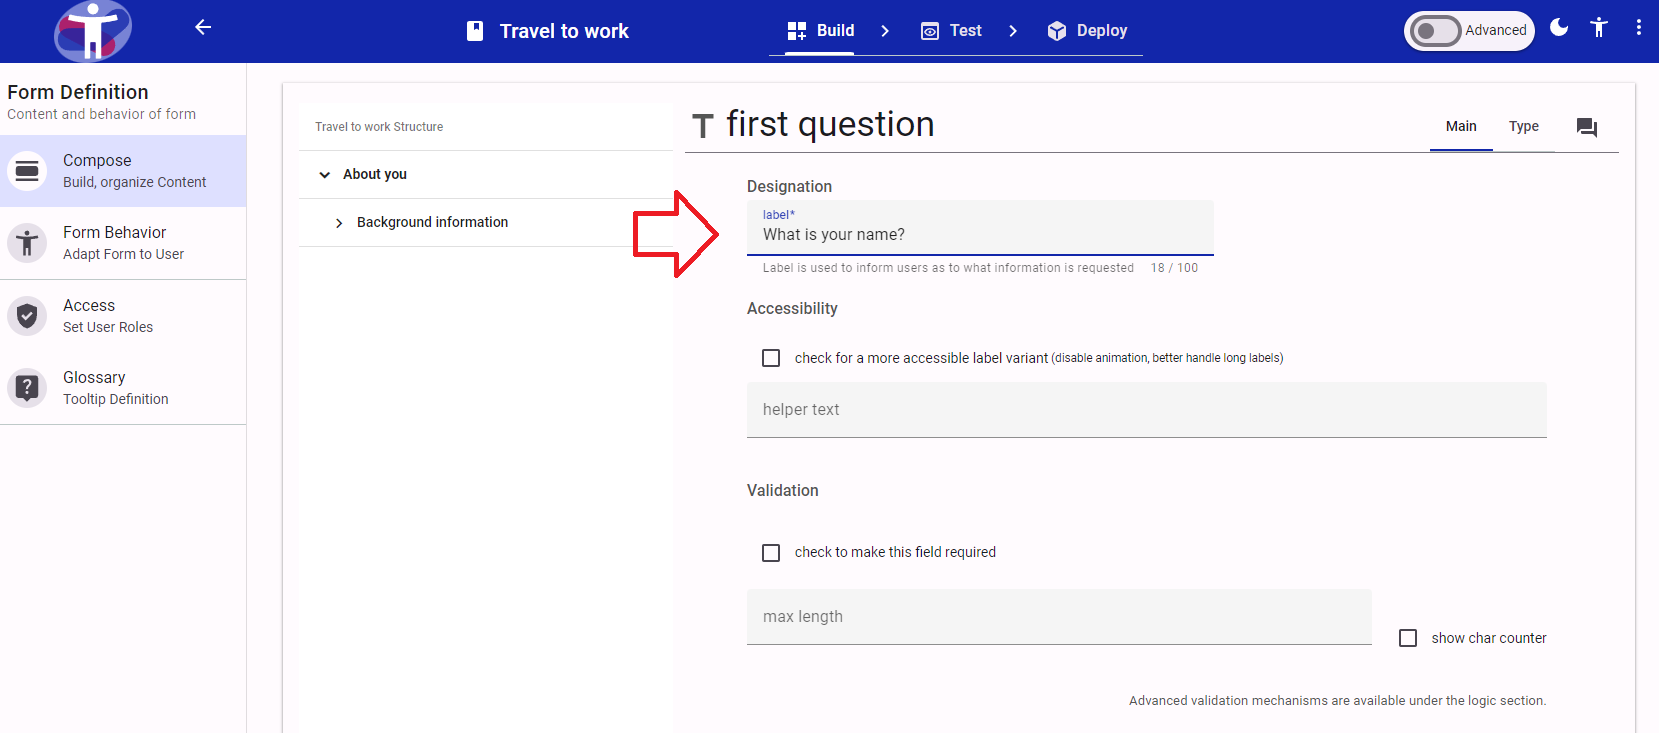 Travel to work
Build
Test
Deploy
Advanced
Form Definition
Content and behavior of form
Compose
Build, organize Content
Form Behavior
Adapt Form to User
Access
Set User Roles
Glossary
Tooltip Definition
Travel to work Structure
About you
Background information
T first question
Main
Type
Designation
label*
What is your name?
Label is used to inform users as to what information is requested 18 / 100
Accessibility
check for a more accessible label variant (disable animation, better handle long labels)
helper text
Validation
check to make this field required
max length
show char counter
Advanced validation mechanisms are available under the logic section.